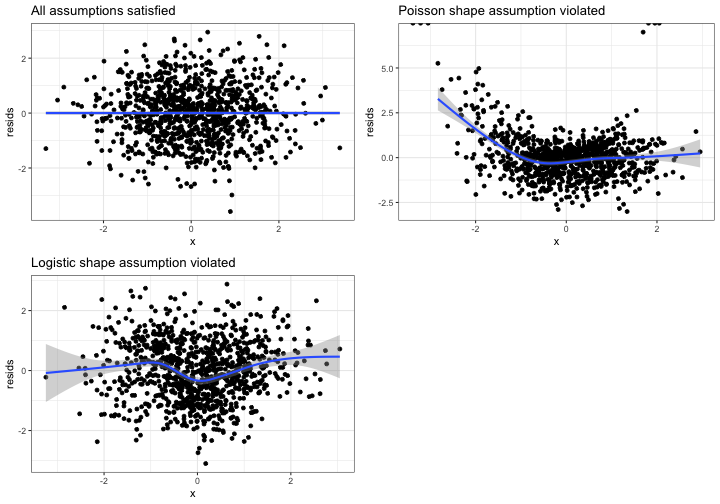 All assumptions satisfied
resids
2
0
-2
-2
0
2
x
Poisson shape assumption violated
resids
5.0
2.5
0.0
-2.5
-2
0
2
x
Logistic shape assumption violated
resids
2
0
-2
-2
0
2
x